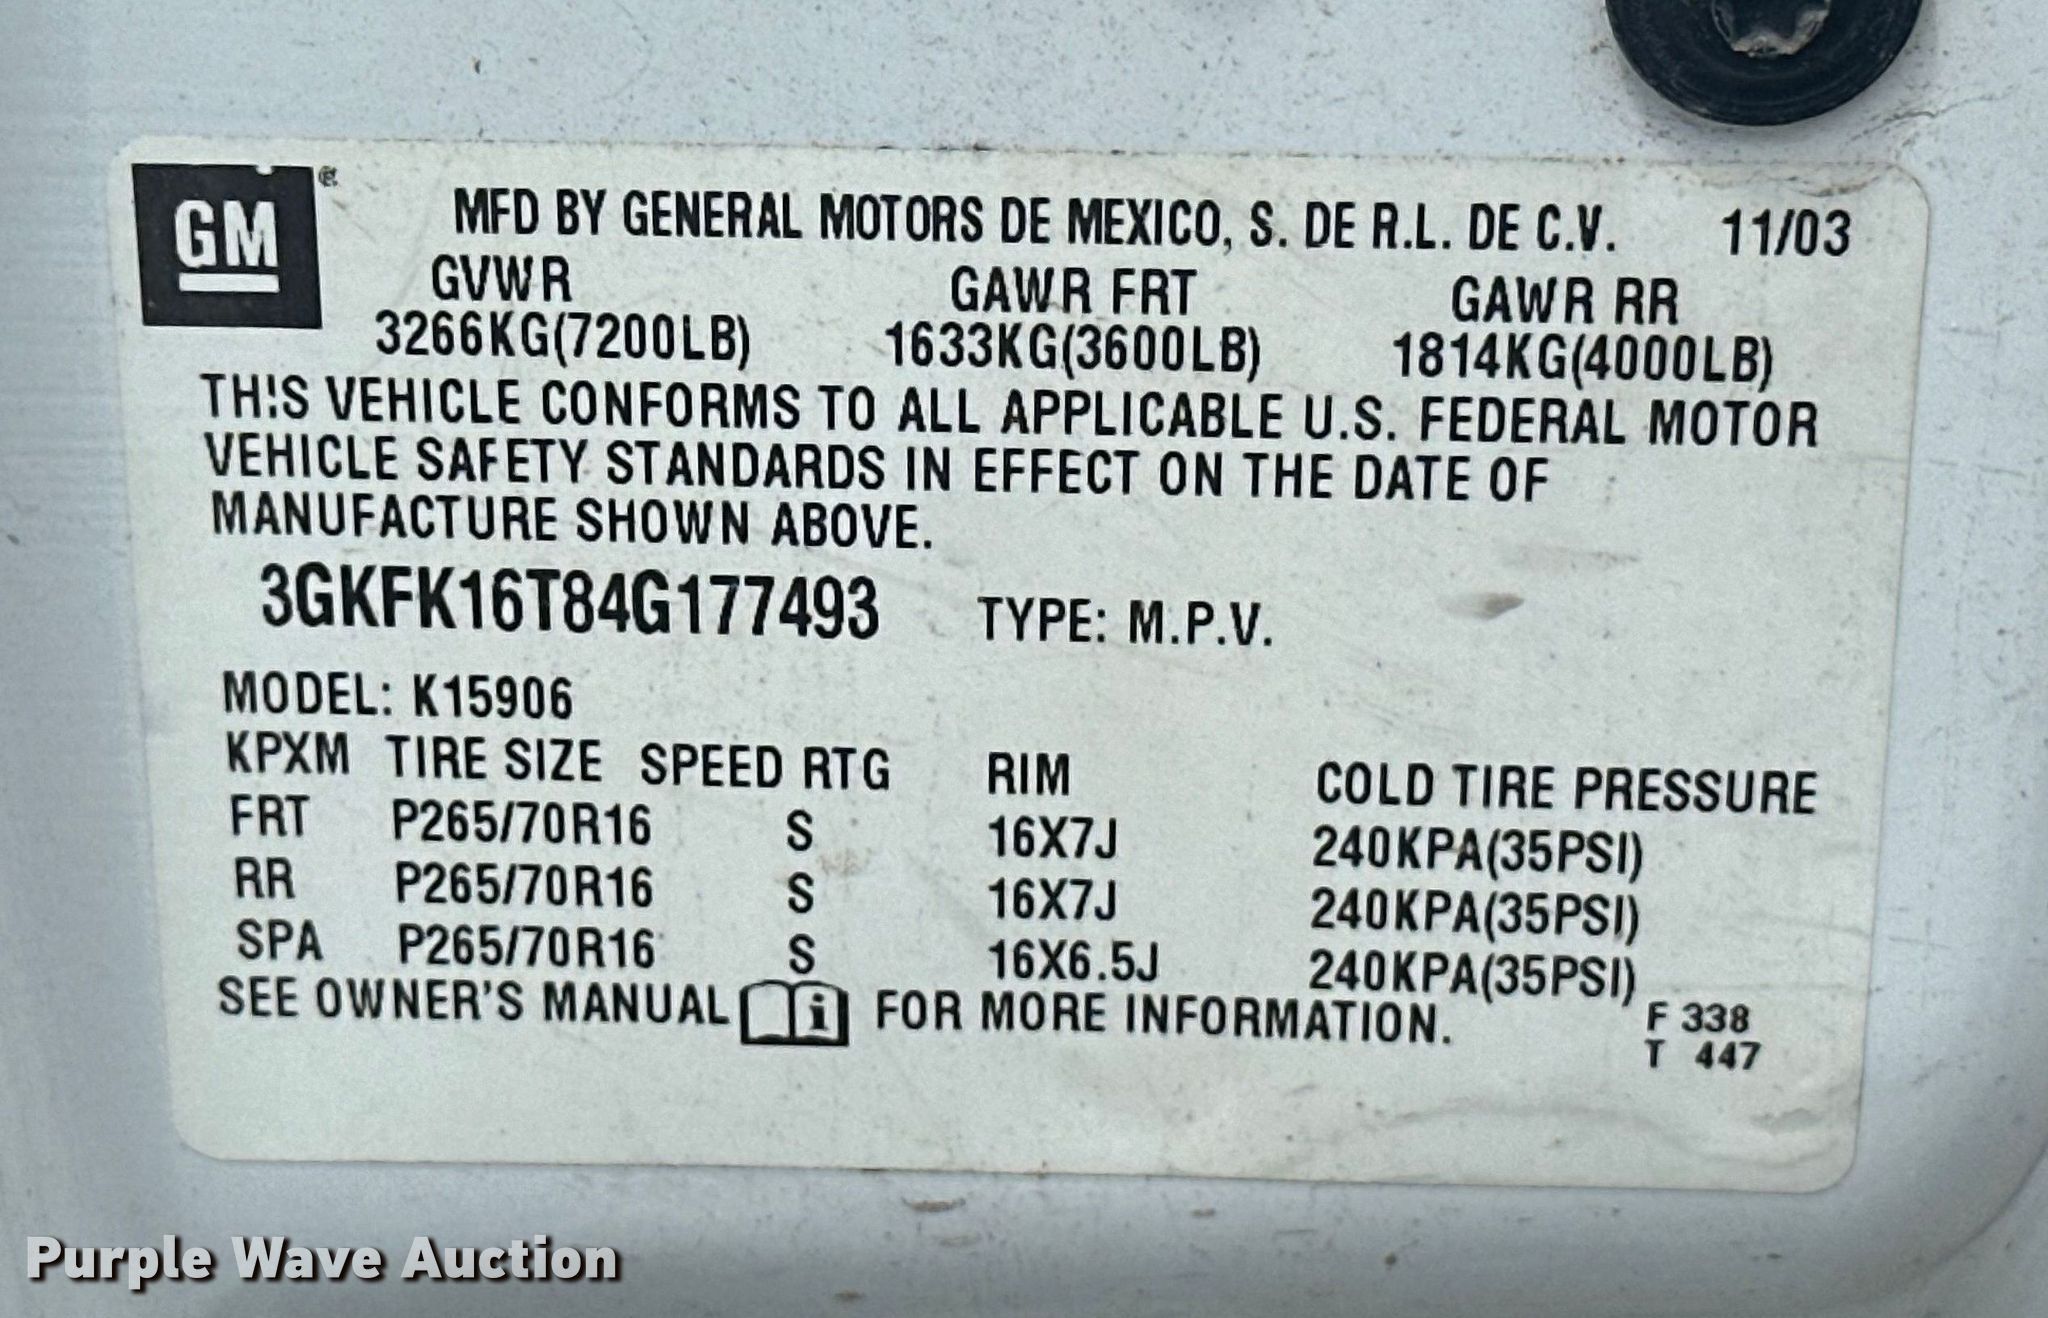 GM
MFD BY GENERAL MOTORS DE MEXICO, S. DE R.L. DE C.V. 11/03
GVWR GAWR FRT GAWR RR
3266KG(7200LB) 1633KG(3600LB) 1814KG(4000LB)
THIS VEHICLE CONFORMS TO ALL APPLICABLE U.S. FEDERAL MOTOR
VEHICLE SAFETY STANDARDS IN EFFECT ON THE DATE OF
MANUFACTURE SHOWN ABOVE.
3GKFK16T84G177493 TYPE: M.P.V.
MODEL: K15906
KPXM TIRE SIZE SPEED RTG RIM COLD TIRE PRESSURE
FRT P265/70R16 S 16X7J 240KPA(35PSI)
RR P265/70R16 S 16X7J 240KPA(35PSI)
SPA P265/70R16 S 16X6.5J 240KPA(35PSI)
SEE OWNER'S MANUAL i FOR MORE INFORMATION.
F 338
T 447
Purple Wave Auction